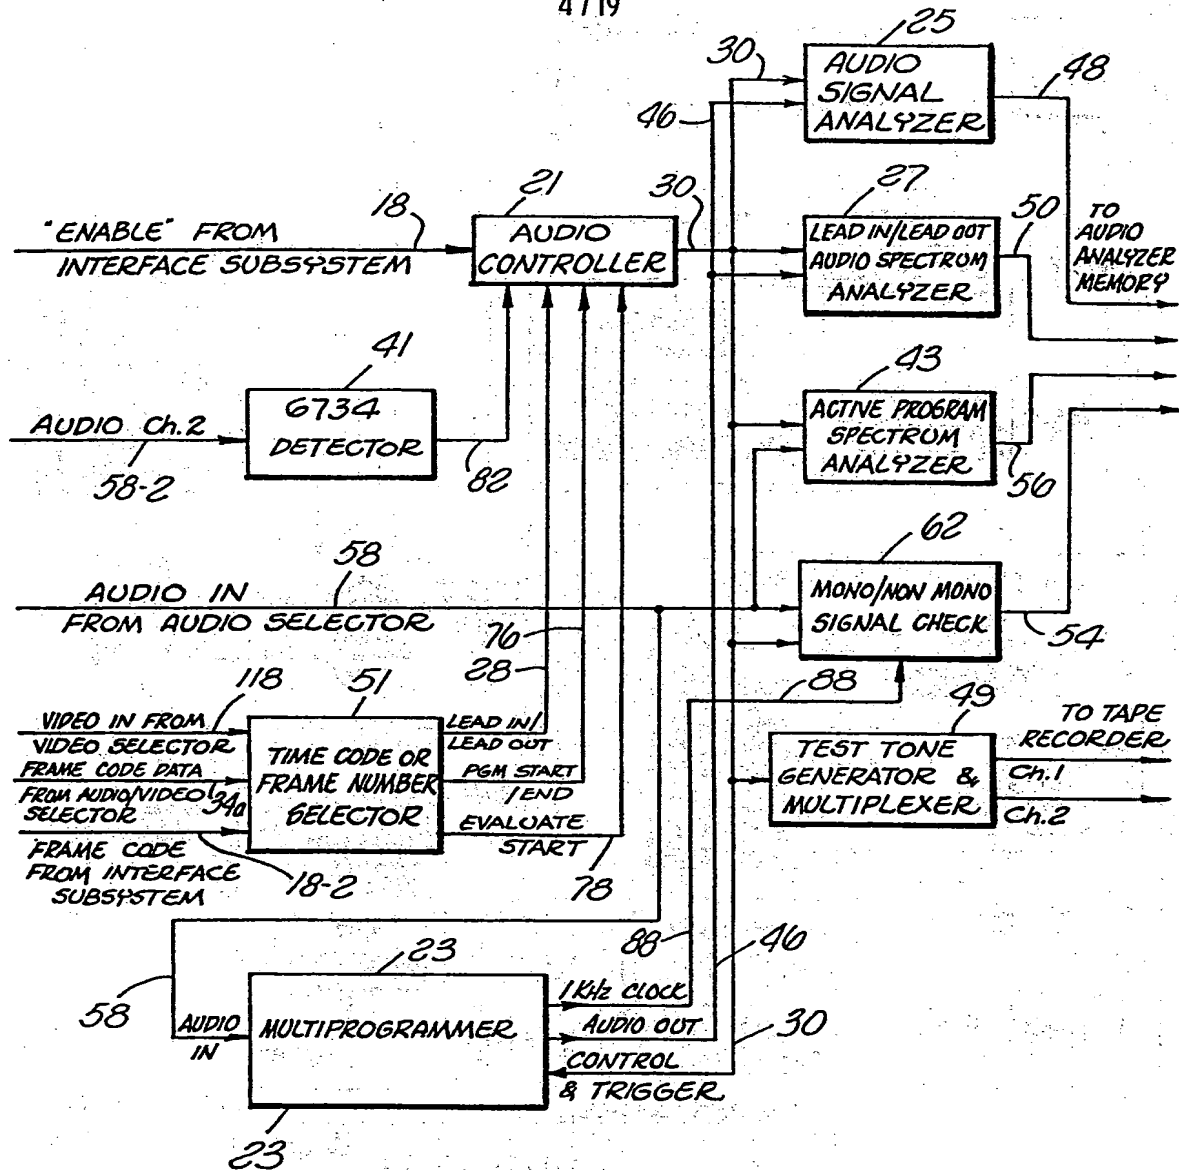 4 / 19
25
30
AUDIO
SIGNAL
ANALYZER
48
46
21
30
27
50
TO
AUDIO
ANALYZER
MEMORY
"ENABLE" FROM
INTERFACE SUBSYSTEM
18
AUDIO
CONTROLLER
LEAD IN/LEAD OUT
AUDIO SPECTRUM
ANALYZER
41
43
AUDIO Ch.2
58-2
6734
DETECTOR
82
ACTIVE PROGRAM
SPECTRUM
ANALYZER
56
58
62
AUDIO IN
FROM AUDIO SELECTOR
MONO/NON MONO
SIGNAL CHECK
54
76
28
88
118
51
49
VIDEO IN FROM
VIDEO SELECTOR
FRAME CODE DATA
FROM AUDIO/VIDEO
SELECTOR
34a
FRAME CODE
FROM INTERFACE
SUBSYSTEM
18-2
TIME CODE OR
FRAME NUMBER
SELECTOR
LEAD IN/
LEAD OUT
PGM START
/END
EVALUATE
START
78
TEST TONE
GENERATOR &
MULTIPLEXER
TO TAPE
RECORDER
Ch.1
Ch.2
23
88
46
58
AUDIO
IN
MULTIPROGRAMMER
1 KHz CLOCK
AUDIO OUT
CONTROL
& TRIGGER
30
23